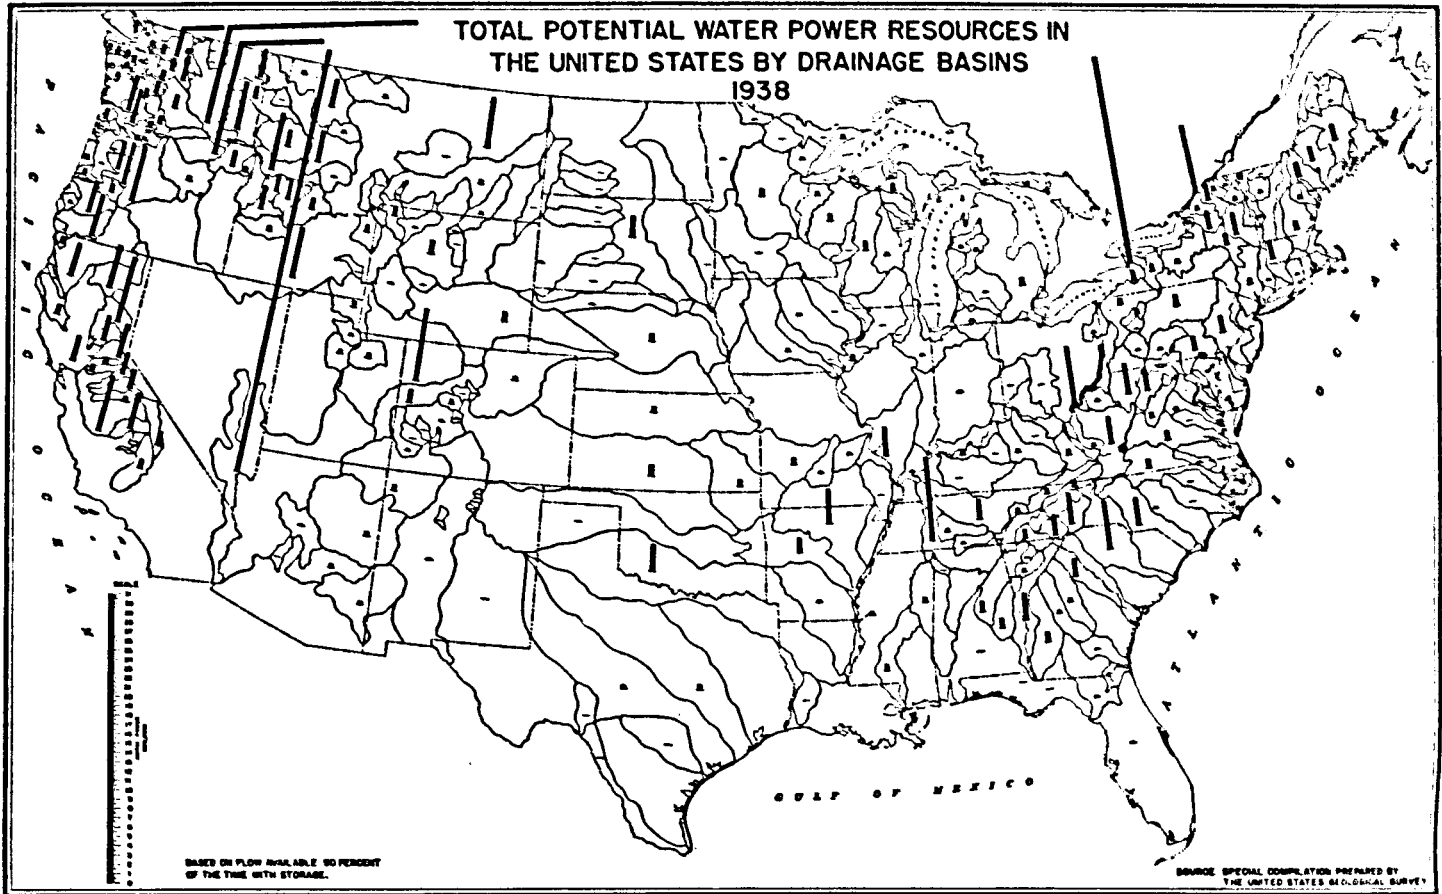 TOTAL POTENTIAL WATER POWER RESOURCES IN
THE UNITED STATES BY DRAINAGE BASINS
1938
PACIFIC OCEAN
ATLANTIC OCEAN
GULF OF MEXICO
SCALE
BASED ON FLOW AVAILABLE 50 PERCENT
OF THE TIME WITH STORAGE.
SOURCE SPECIAL COMPILATION PREPARED BY
THE UNITED STATES GEOLOGICAL SURVEY